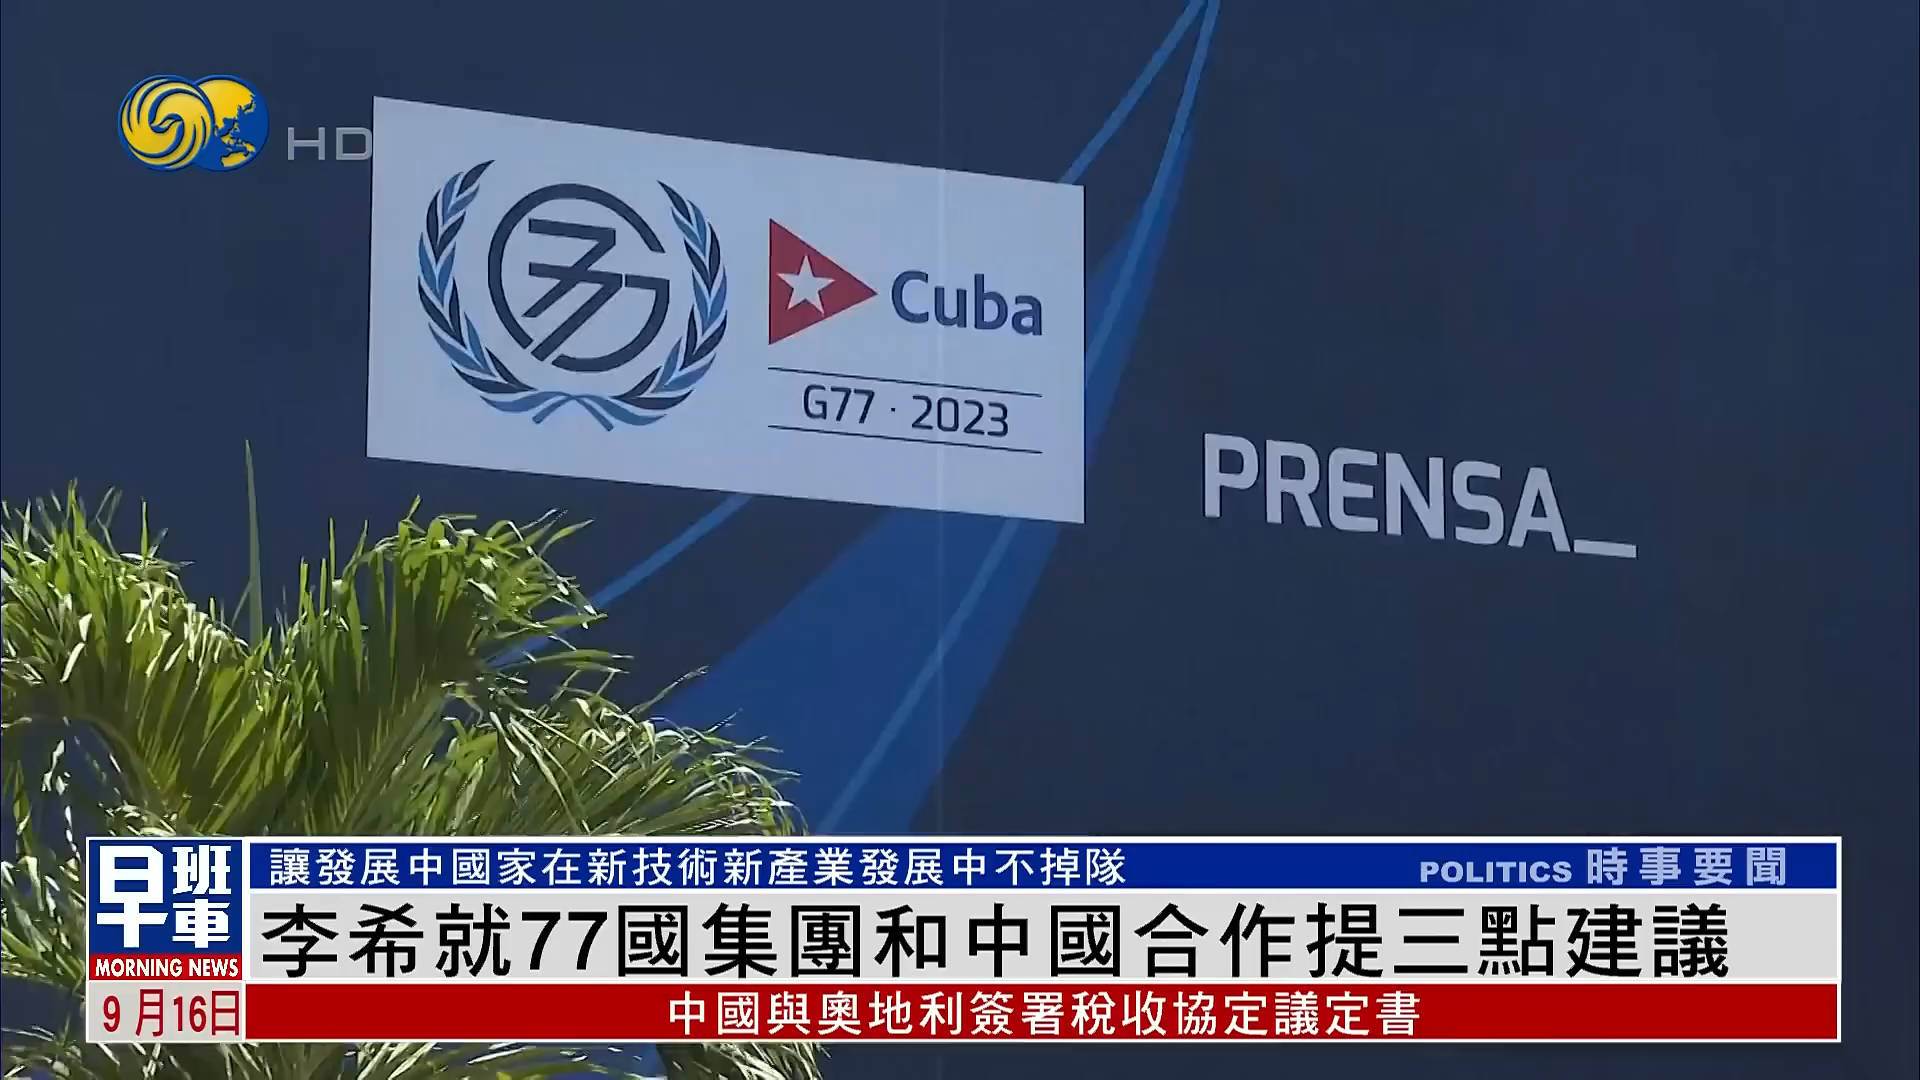 HD
Cuba
G77 · 2023
PRENSA_
早班車
MORNING NEWS
9月16日
讓發展中國家在新技術新產業發展中不掉隊
POLITICS 時事要聞
李希就77國集團和中國合作提三點建議
中國與奧地利簽署稅收協定議定書